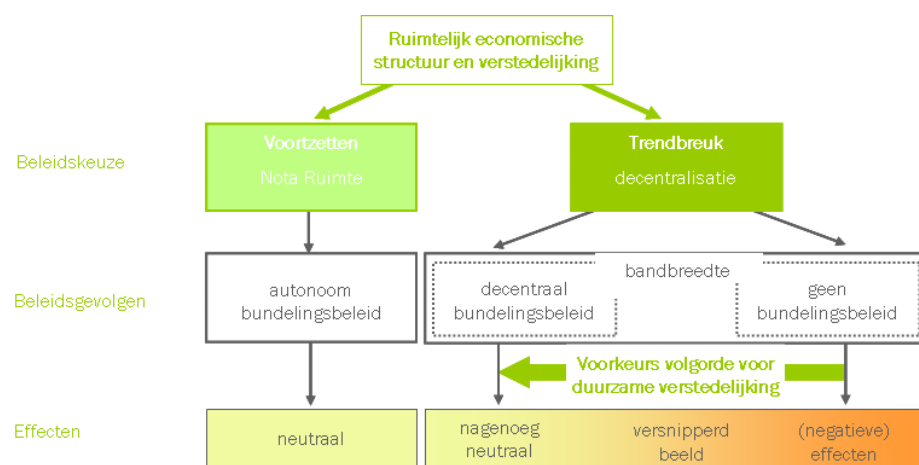 Ruimtelijk economische
structuur en verstedelijking
Beleidskeuze
Voortzetten
Nota Ruimte
Trendbreuk
decentralisatie
Beleidsgevolgen
autonoom
bundelingsbeleid
decentraal
bundelingsbeleid
bandbreedte
geen
bundelingsbeleid
Voorkeurs volgorde voor
duurzame verstedelijking
Effecten
neutraal
nagenoeg
neutraal
versnipperd
beeld
(negatieve)
effecten